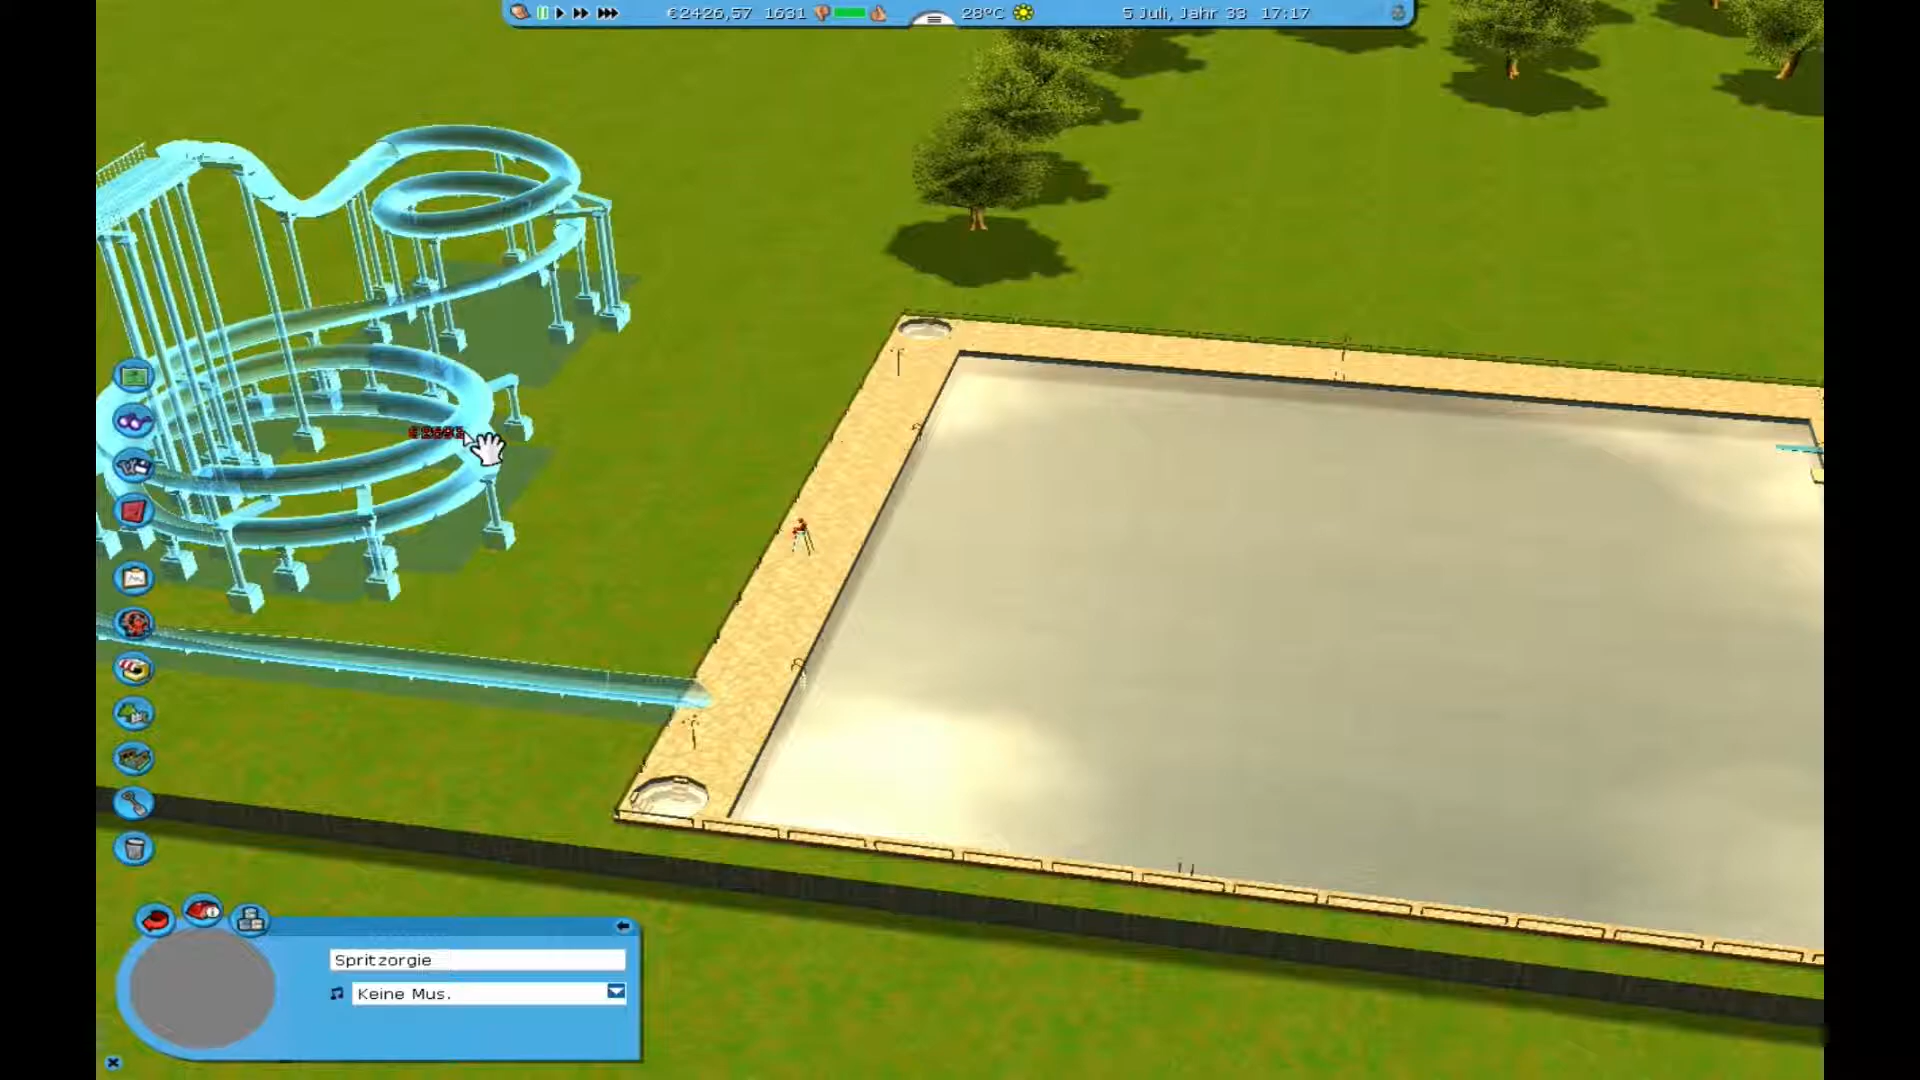 €2426,57 1631 28°C 5 Juli, Jahr 33 17:17
Spritzorgie
Keine Mus.